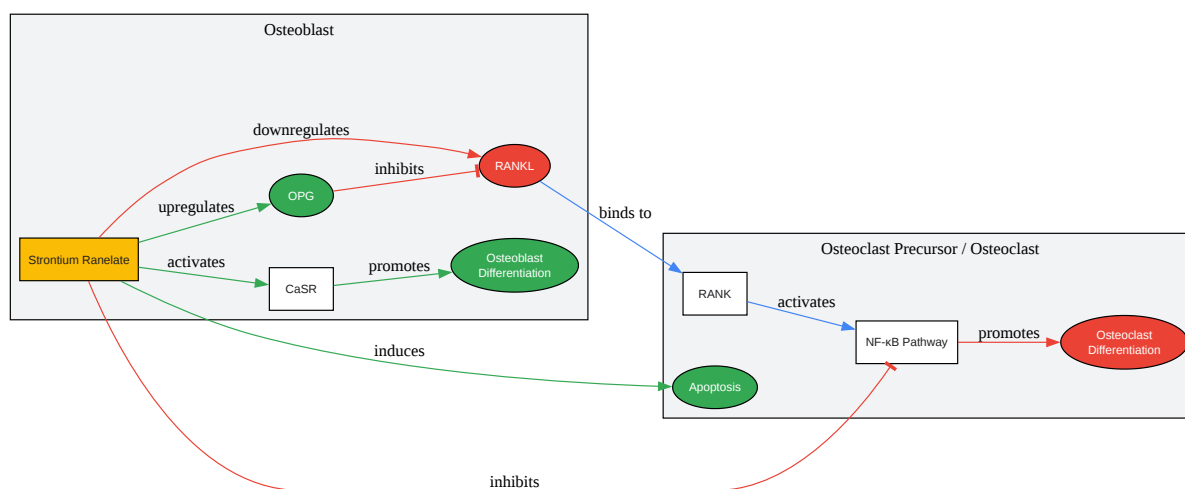 Osteoblast
downregulates
RANKL
inhibits
OPG
upregulates
binds to
Strontium Ranelate
activates
CaSR
promotes
Osteoblast
Differentiation
Osteoclast Precursor / Osteoclast
RANK
activates
NF-κB Pathway
promotes
Osteoclast
Differentiation
induces
Apoptosis
inhibits